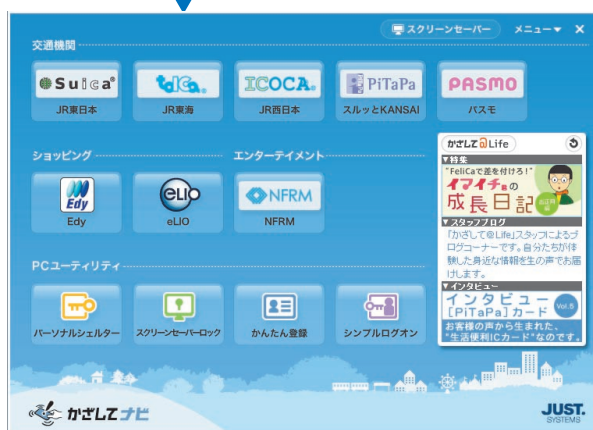 スクリーンセーバー メニュー▼ ×
交通機関
Suica TOICA ICOCA PiTaPa PASMO
JR東日本 JR東海 JR西日本 スルッとKANSAI パスモ
ショッピング エンターテイメント
Edy eLIO NFRM
Edy eLIO NFRM
PCユーティリティ
パーソナルシェルター スクリーンセーバーロック かんたん登録 シンプルログオン
かざして@Life
▼特集
"FeliCaで差を付けろ!"
イマイチ君の
成長日記
▼スタッフブログ
「かざして@Life」スタッフによるブ
ログコーナーです。自分たちが体
験した身近な情報を生の声でお届
けします。
▼インタビュー
インタビュー
[PiTaPa]カード Vol.5
お客様の声から生まれた、
"生活便利ICカード"なのです。
かざしてナビ
JUST.
SYSTEMS